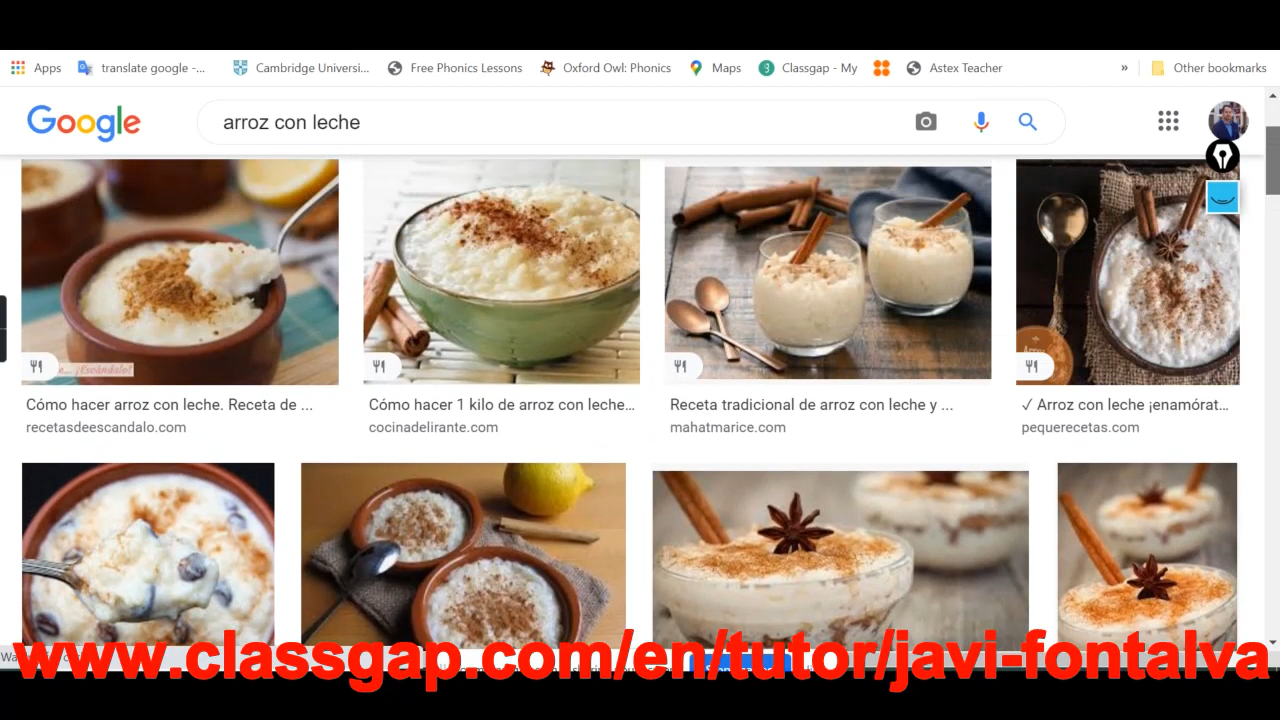 Apps translate google -... Cambridge Universi... Free Phonics Lessons Oxford Owl: Phonics Maps Classgap - My Astex Teacher » Other bookmarks
Google arroz con leche
Cómo hacer arroz con leche. Receta de ... Cómo hacer 1 kilo de arroz con leche... Receta tradicional de arroz con leche y ... ✓ Arroz con leche ¡enamórat...
recetasdeescandalo.com cocinadelirante.com mahatmarice.com pequerecetas.com
www.classgap.com/en/tutor/javi-fontalva